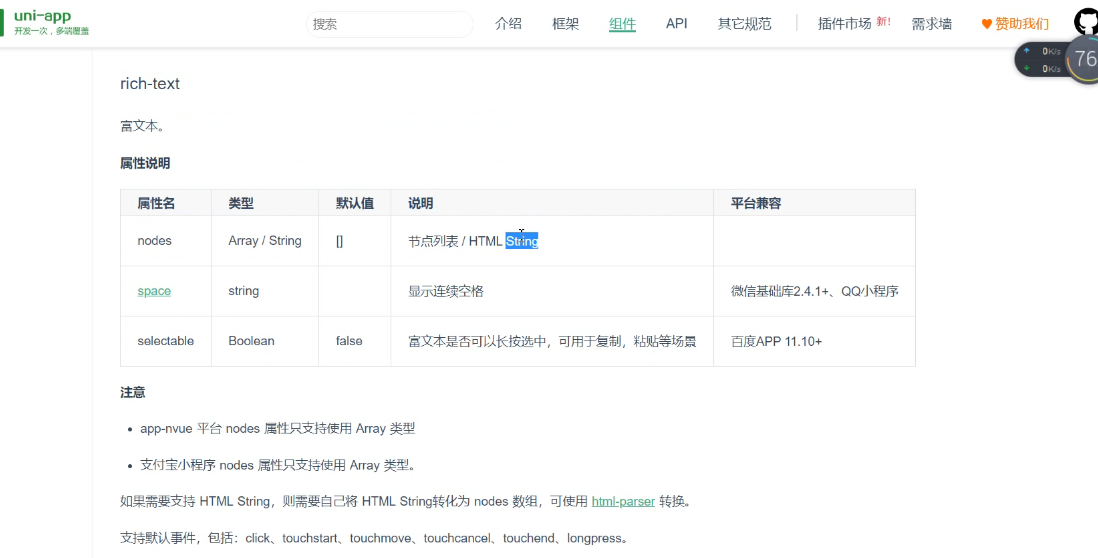 uni-app
开发一次，多端覆盖
搜索
介绍 框架 组件 API 其它规范 插件市场 新! 需求墙 赞助我们
0K/s
0K/s
76
rich-text
富文本。
属性说明
属性名 类型 默认值 说明 平台兼容
nodes Array / String [] 节点列表 / HTML String
space string 显示连续空格 微信基础库2.4.1+、QQ小程序
selectable Boolean false 富文本是否可以长按选中，可用于复制，粘贴等场景 百度APP 11.10+
注意
• app-nvue 平台 nodes 属性只支持使用 Array 类型
• 支付宝小程序 nodes 属性只支持使用 Array 类型。
如果需要支持 HTML String，则需要自己将 HTML String转化为 nodes 数组，可使用 html-parser 转换。
支持默认事件，包括：click、touchstart、touchmove、touchcancel、touchend、longpress。